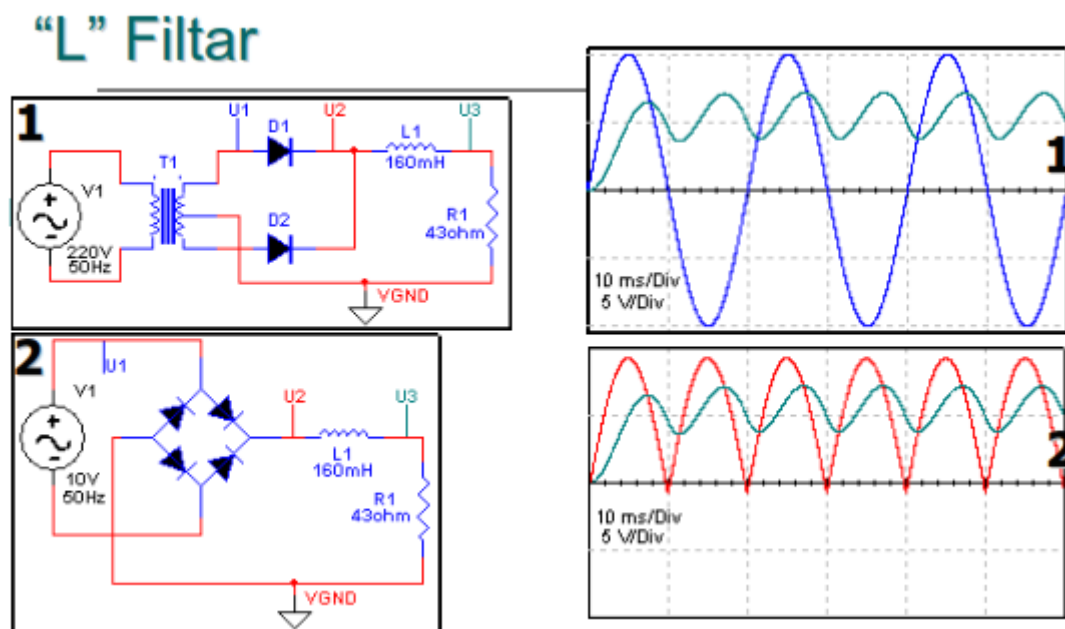 “L” Filtar
1
U1
D1
U2
L1
160mH
U3
V1
T1
R1
43ohm
D2
220V
50Hz
VGND
1
10 ms/Div
5 V/Div
2
U1
V1
U2
U3
L1
160mH
R1
43ohm
10V
50Hz
VGND
2
10 ms/Div
5 V/Div